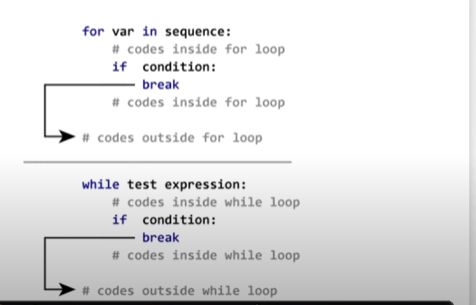 for var in sequence:
# codes inside for loop
if condition:
break
# codes inside for loop
# codes outside for loop
while test expression:
# codes inside while loop
if condition:
break
# codes inside while loop
# codes outside while loop